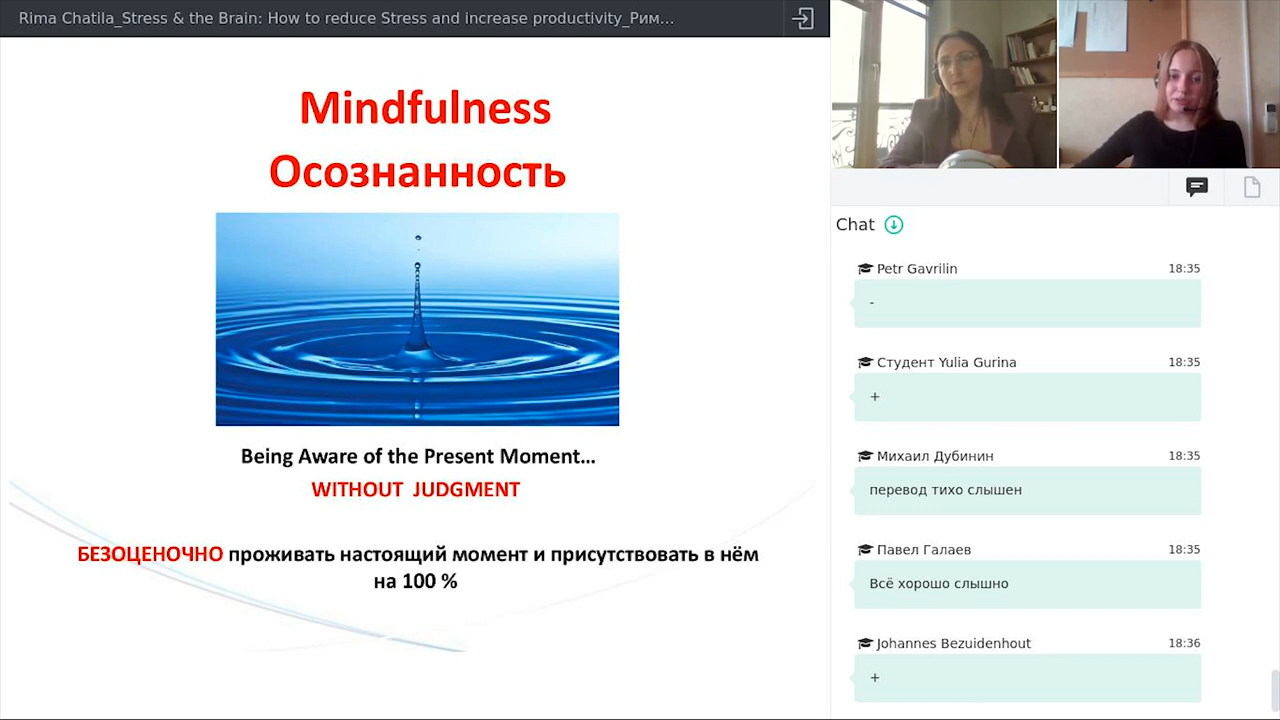 Rima Chatila_Stress & the Brain: How to reduce Stress and increase productivity_Рим...
Mindfulness
Осознанность
Being Aware of the Present Moment...
WITHOUT JUDGMENT
БЕЗОЦЕНОЧНО проживать настоящий момент и присутствовать в нём
на 100 %
Chat
Petr Gavrilin 18:35
-
Студент Yulia Gurina 18:35
+
Михаил Дубинин 18:35
перевод тихо слышен
Павел Галаев 18:35
Всё хорошо слышно
Johannes Bezuidenhout 18:36
+